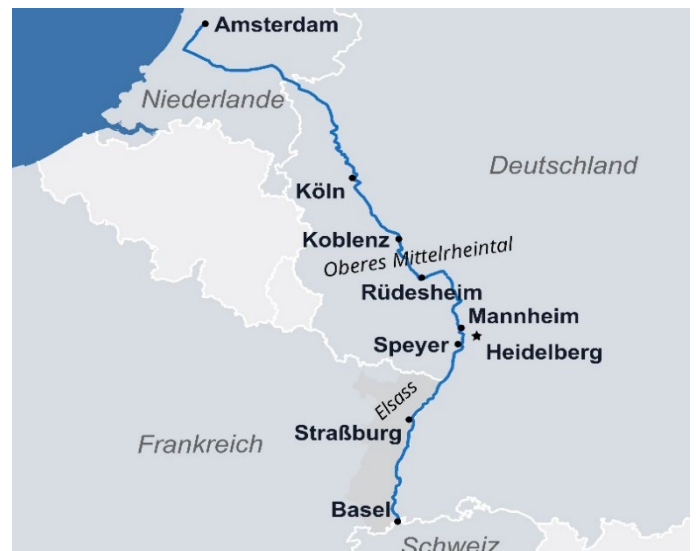 Amsterdam
Niederlande
Deutschland
Köln
Koblenz
Oberes Mittelrheintal
Rüdesheim
Mannheim
Speyer
Heidelberg
Elsass
Straßburg
Frankreich
Basel
Schweiz